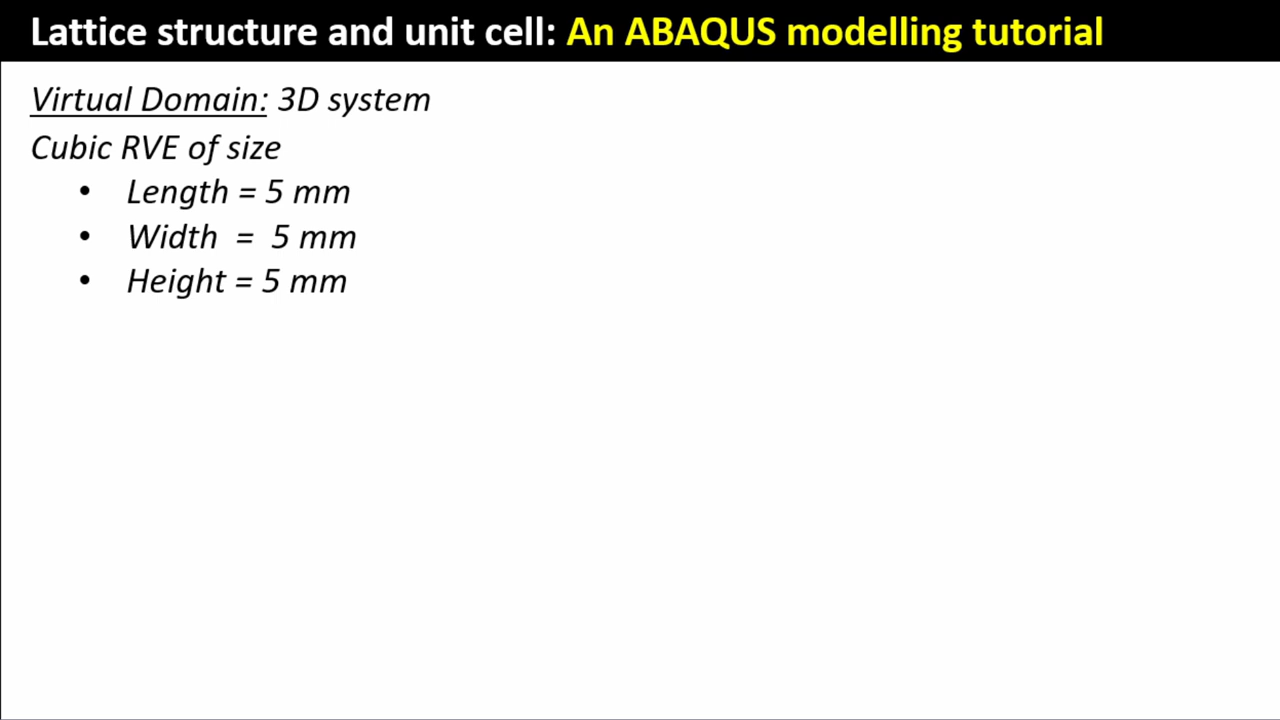 Lattice structure and unit cell: An ABAQUS modelling tutorial
Virtual Domain: 3D system
Cubic RVE of size
• Length = 5 mm
• Width = 5 mm
• Height = 5 mm